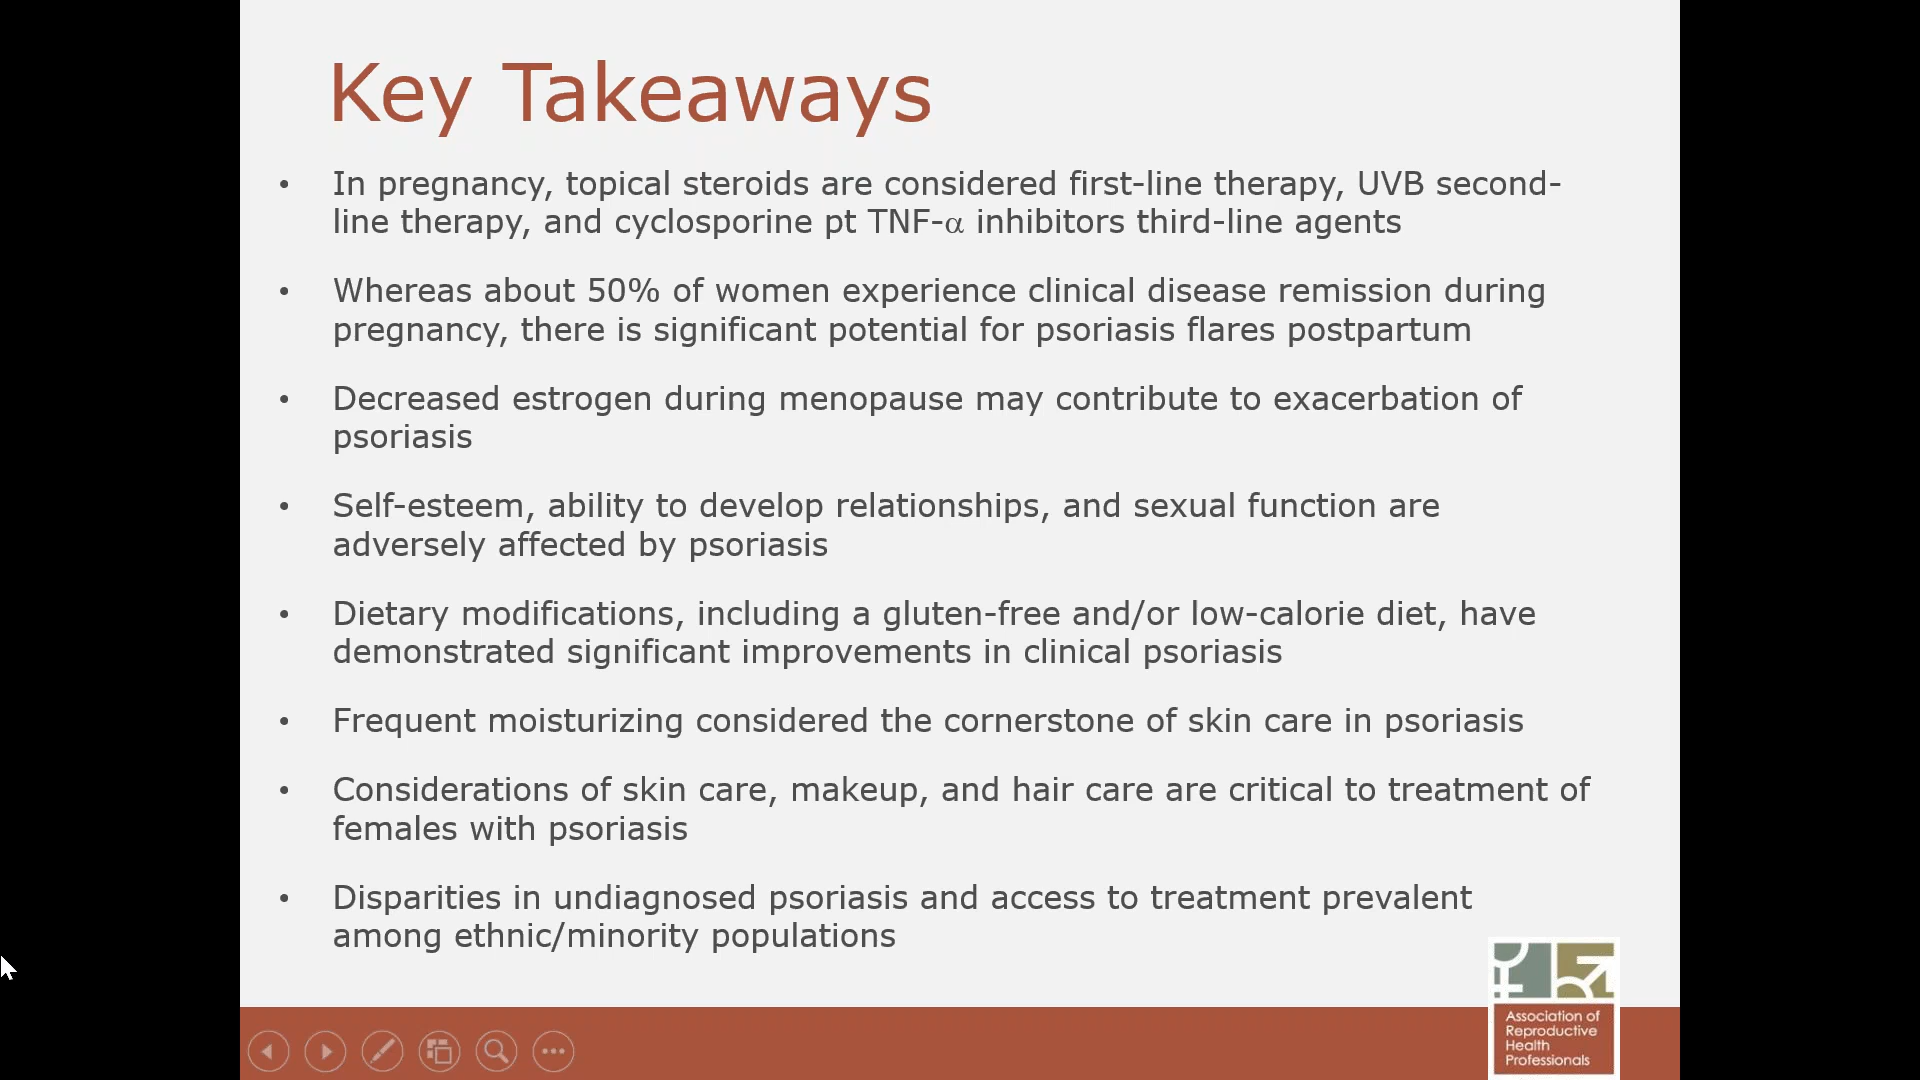 Key Takeaways
• In pregnancy, topical steroids are considered first-line therapy, UVB second-
line therapy, and cyclosporine pt TNF-α inhibitors third-line agents
• Whereas about 50% of women experience clinical disease remission during
pregnancy, there is significant potential for psoriasis flares postpartum
• Decreased estrogen during menopause may contribute to exacerbation of
psoriasis
• Self-esteem, ability to develop relationships, and sexual function are
adversely affected by psoriasis
• Dietary modifications, including a gluten-free and/or low-calorie diet, have
demonstrated significant improvements in clinical psoriasis
• Frequent moisturizing considered the cornerstone of skin care in psoriasis
• Considerations of skin care, makeup, and hair care are critical to treatment of
females with psoriasis
• Disparities in undiagnosed psoriasis and access to treatment prevalent
among ethnic/minority populations
Association of
Reproductive
Health
Professionals